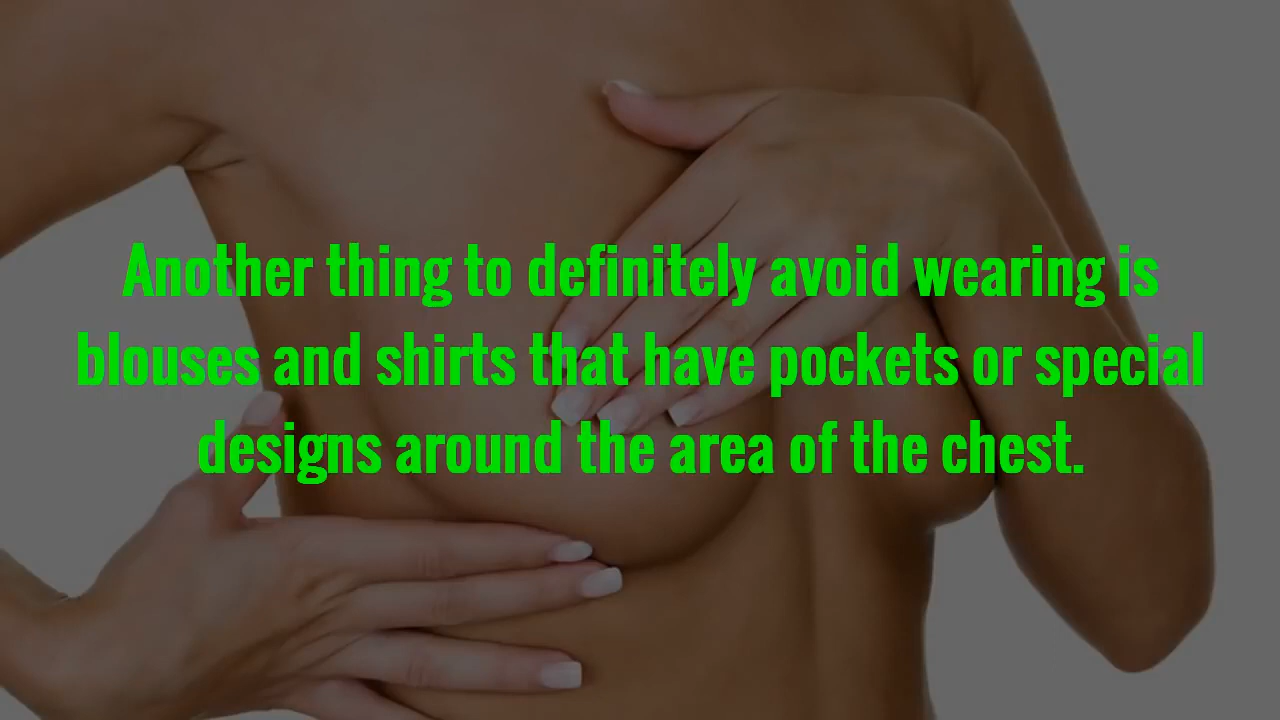 Another thing to definitely avoid wearing is
blouses and shirts that have pockets or special
designs around the area of the chest.